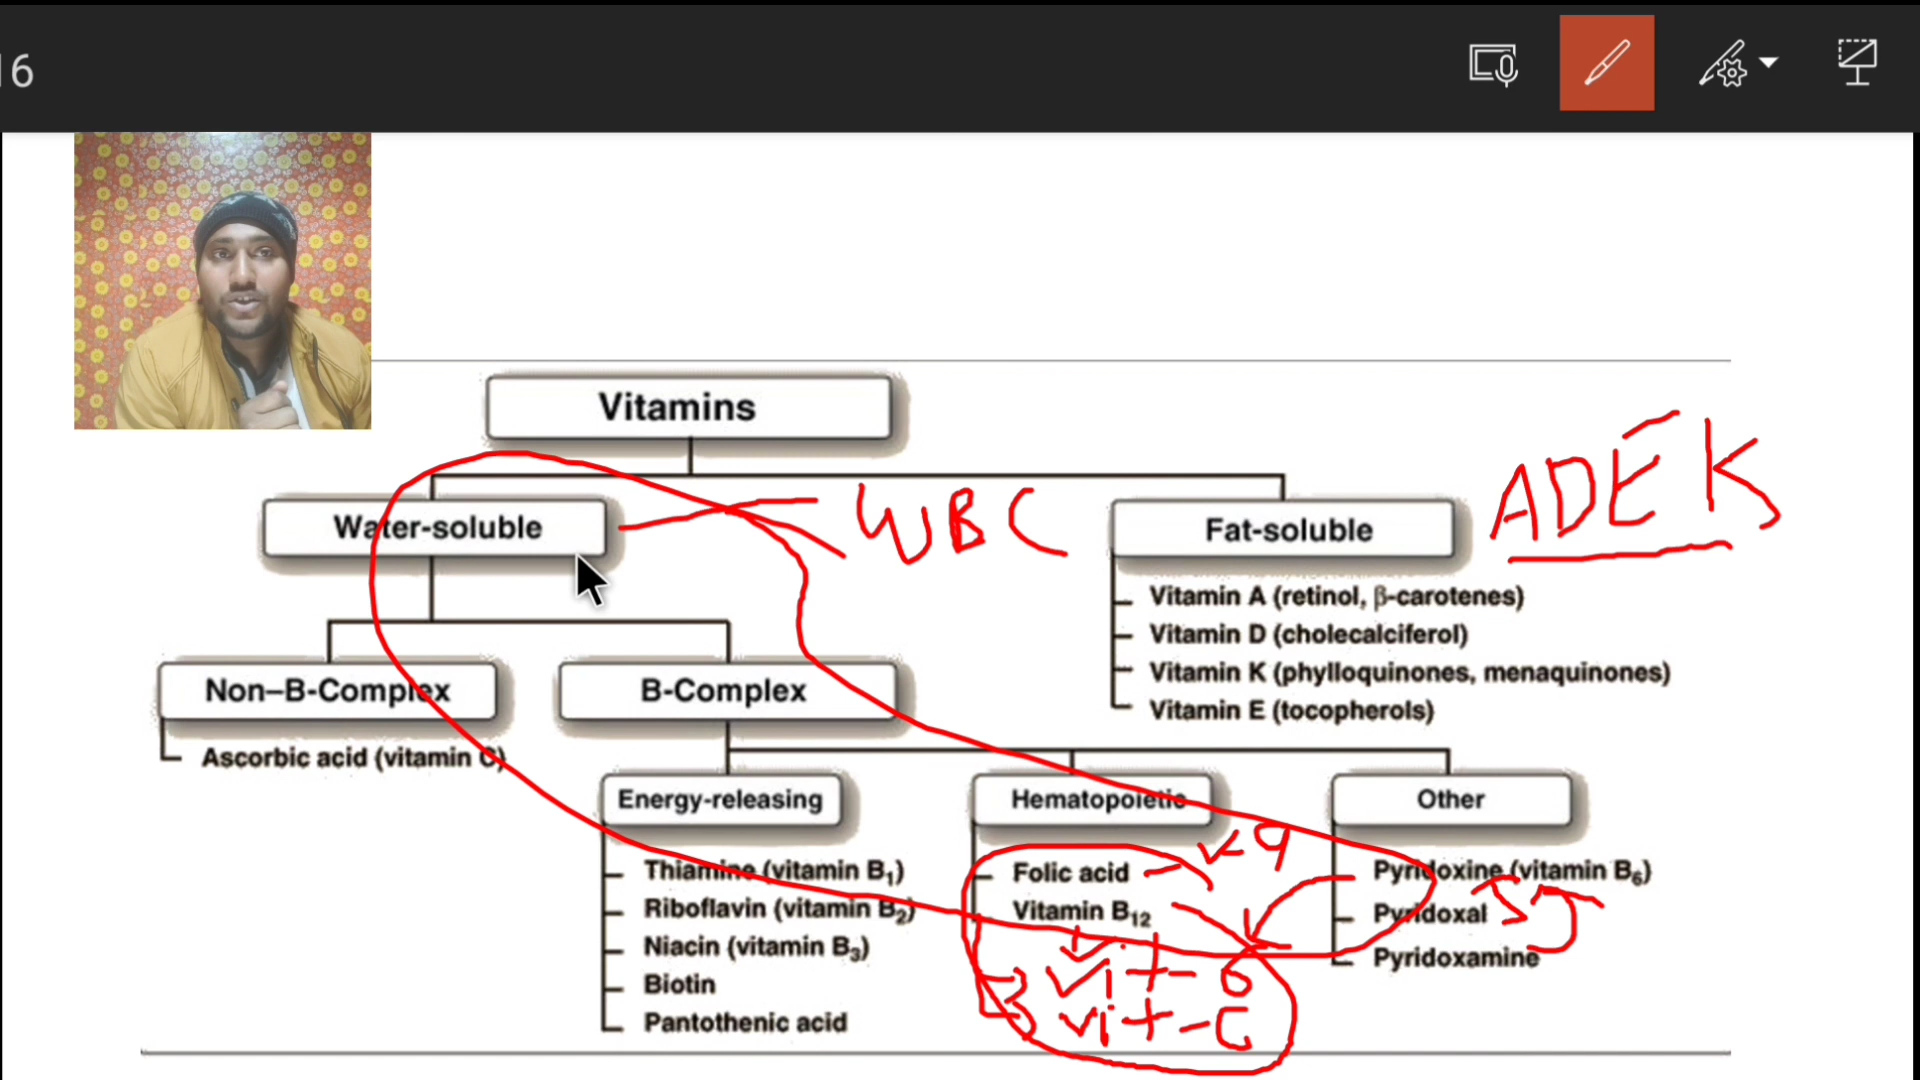 16
Vitamins
Water-soluble
WBC
Fat-soluble
ADEK
Vitamin A (retinol, β-carotenes)
Vitamin D (cholecalciferol)
Vitamin K (phylloquinones, menaquinones)
Vitamin E (tocopherols)
Non–B-Complex
Ascorbic acid (vitamin C)
B-Complex
Energy-releasing
Thiamine (vitamin B₁)
Riboflavin (vitamin B₂)
Niacin (vitamin B₃)
Biotin
Pantothenic acid
Hematopoietic
Folic acid
Vitamin B₁₂
vit-6
vit-C
Other
Pyridoxine (vitamin B₆)
Pyridoxal
Pyridoxamine